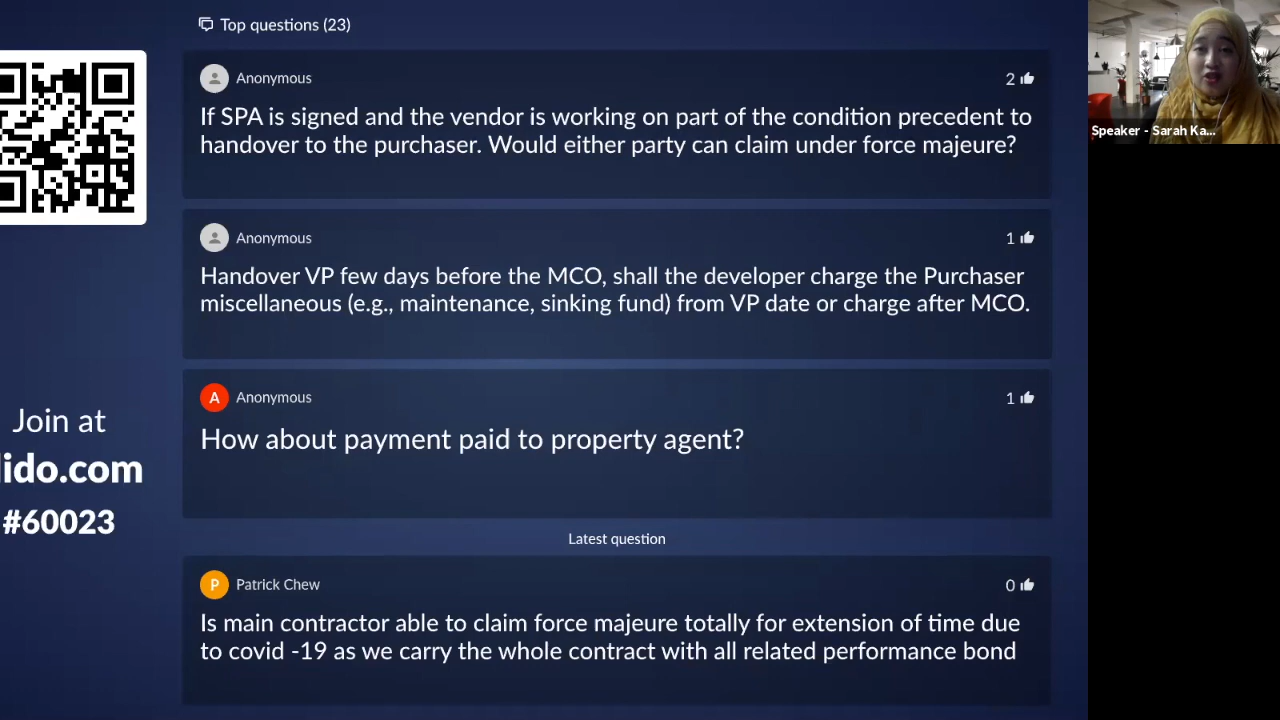 Top questions (23)
Anonymous
2
If SPA is signed and the vendor is working on part of the condition precedent to
handover to the purchaser. Would either party can claim under force majeure?
Anonymous
1
Handover VP few days before the MCO, shall the developer charge the Purchaser
miscellaneous (e.g., maintenance, sinking fund) from VP date or charge after MCO.
A
Anonymous
1
How about payment paid to property agent?
Latest question
P
Patrick Chew
0
Is main contractor able to claim force majeure totally for extension of time due
to covid -19 as we carry the whole contract with all related performance bond
Join at
lido.com
#60023
Speaker - Sarah Ka...